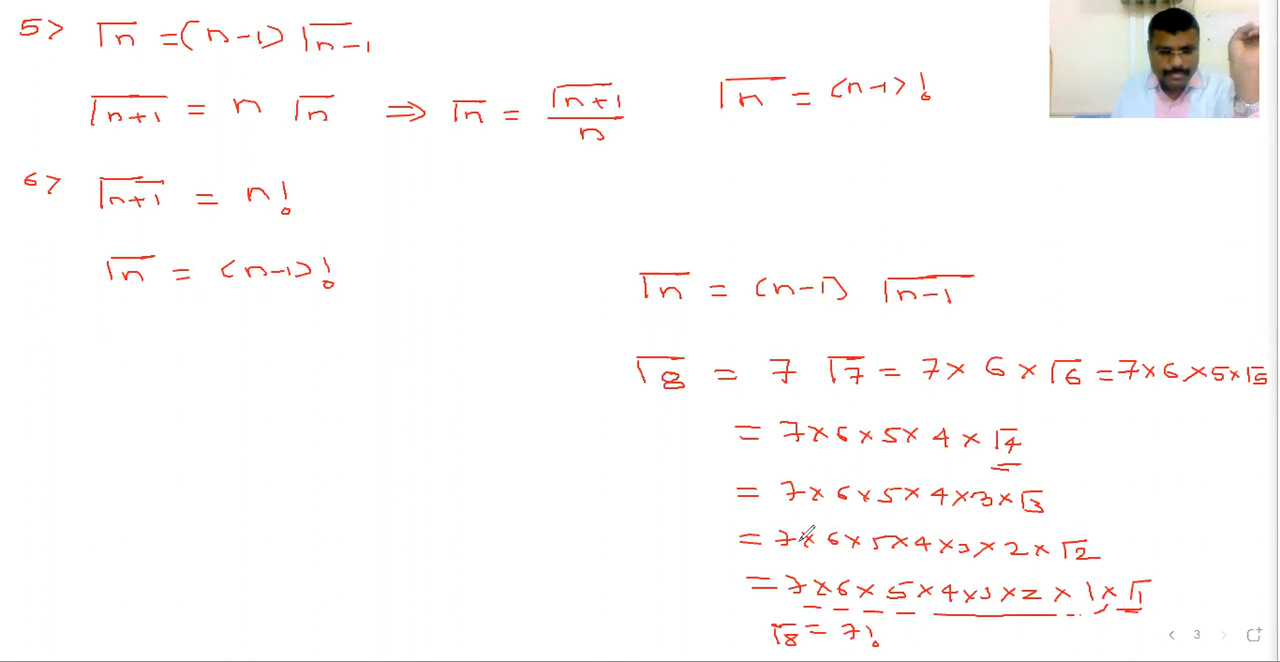 5> Γn = (n-1) Γn-1
Γn+1 = n Γn ⇒ Γn = Γn+1 / n
Γn = (n-1)!
6> Γn+1 = n!
Γn = (n-1)!
Γn = (n-1) Γn-1
Γ8 = 7 Γ7 = 7 × 6 × Γ6 = 7 × 6 × 5 × Γ5
= 7 × 6 × 5 × 4 × Γ4
= 7 × 6 × 5 × 4 × 3 × Γ3
= 7 × 6 × 5 × 4 × 3 × 2 × Γ2
= 7 × 6 × 5 × 4 × 3 × 2 × 1 × Γ1
Γ8 = 7!
< 3 >